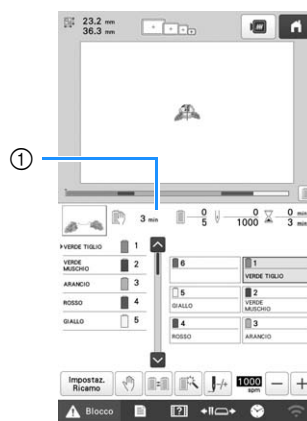 23.2 mm
36.3 mm
①
3 min
0
5
0
1000
0 min
3 min
VERDE TIGLIO 1
VERDE MUSCHIO 2
ARANCIO 3
ROSSO 4
GIALLO 5
6
1 VERDE TIGLIO
5 GIALLO
2 VERDE MUSCHIO
4 ROSSO
3 ARANCIO
Impostaz. Ricamo
1000 spm
Blocco